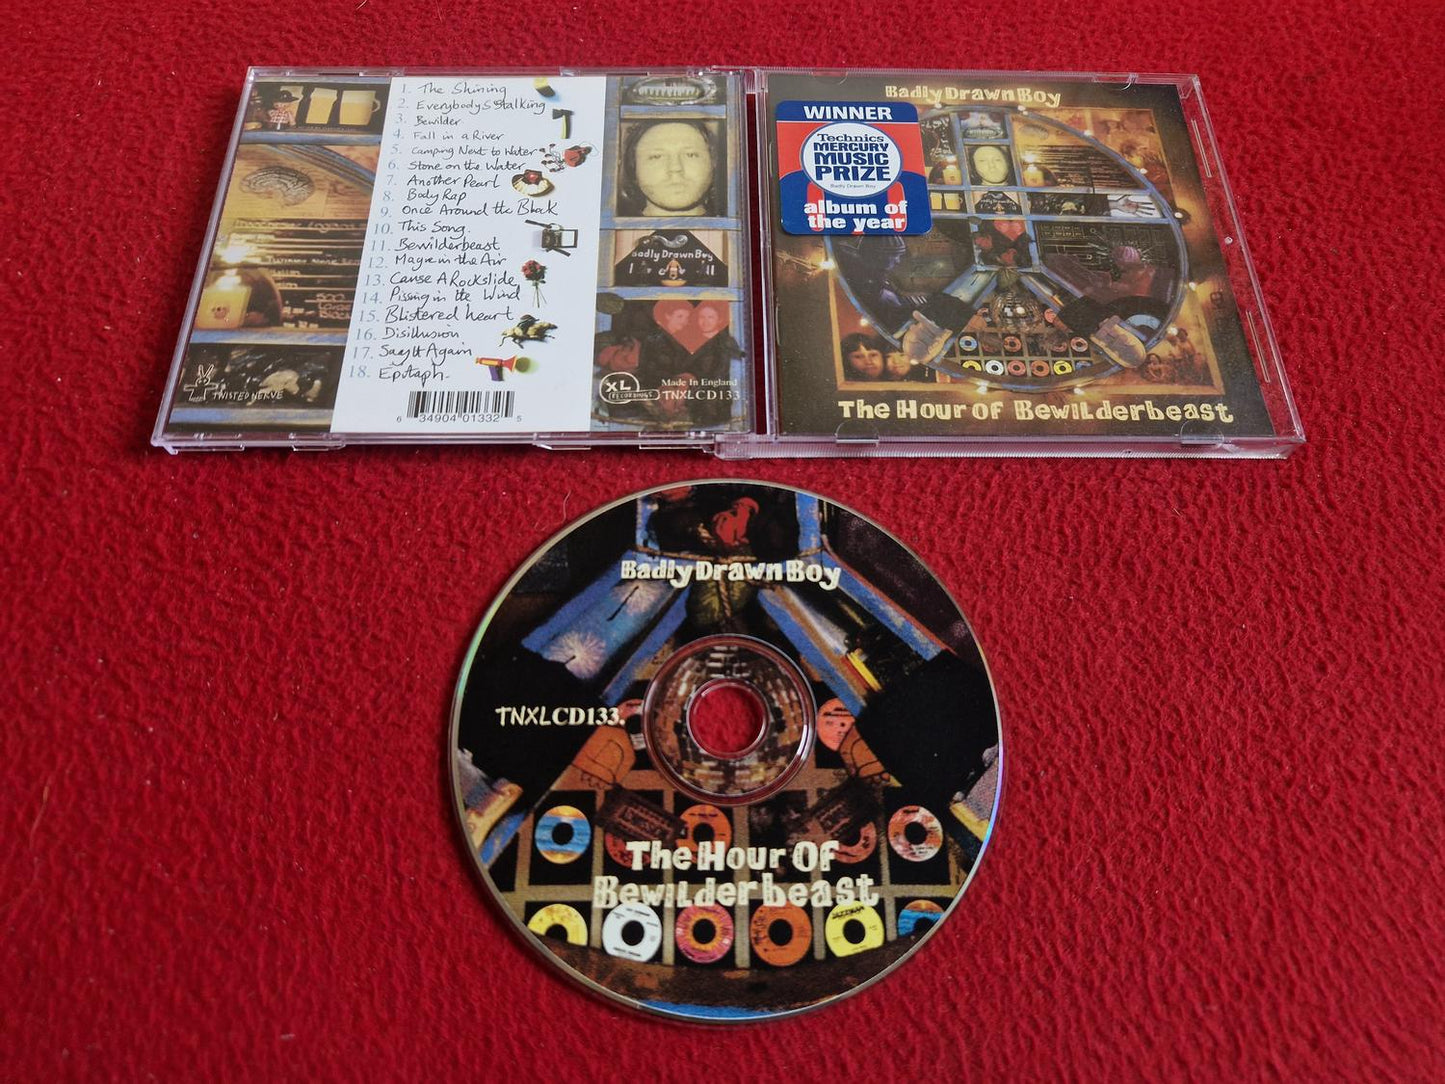 1. The Shining
2. Everybodys Stalking
3. Bewilder
4. Fall in a River
5. Camping Next to Water
6. Stone on the Water
7. Another Pearl
8. Body Rap
9. Once Around the Block
10. This Song.
11. Bewilderbeast
12. Magic in the Air
13. Cause A Rockslide
14. Pissing in the Wind
15. Blistered heart
16. Disillusion
17. Say It Again
18. Epitaph.
6 34904 01332 5
TWISTED NERVE
Badly Drawn Boy
XL
RECORDINGS
Made In England
TNXLCD133
Badly Drawn Boy
WINNER
Technics
MERCURY
MUSIC
PRIZE
Badly Drawn Boy
album of
the year
The Hour Of Bewilderbeast
Badly Drawn Boy
TNXLCD133.
The Hour Of
Bewilderbeast